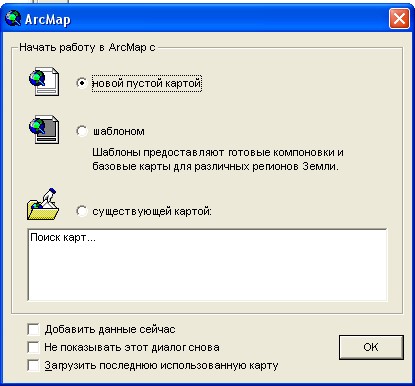 ArcMap
Начать работу в ArcMap с
новой пустой картой
шаблоном
Шаблоны предоставляют готовые компоновки и
базовые карты для различных регионов Земли.
существующей картой:
Поиск карт...
Добавить данные сейчас
Не показывать этот диалог снова
Загрузить последнюю использованную карту
OK